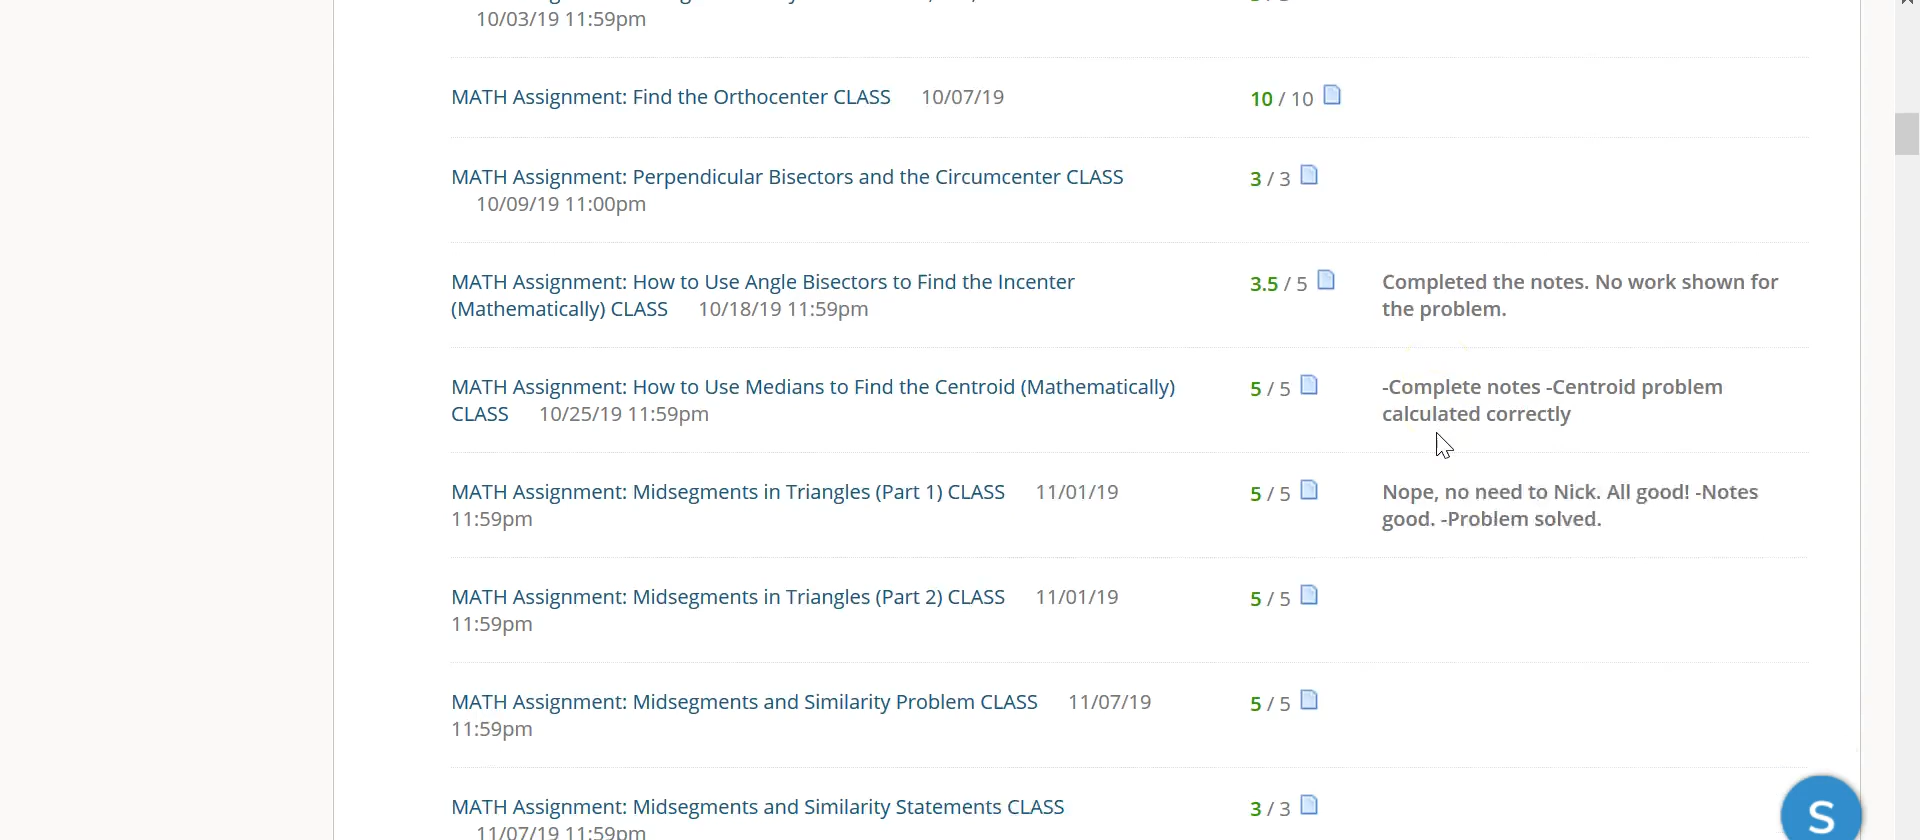 10/03/19 11:59pm
MATH Assignment: Find the Orthocenter CLASS 10/07/19 10 / 10
MATH Assignment: Perpendicular Bisectors and the Circumcenter CLASS 3 / 3
10/09/19 11:00pm
MATH Assignment: How to Use Angle Bisectors to Find the Incenter 3.5 / 5 Completed the notes. No work shown for
(Mathematically) CLASS 10/18/19 11:59pm the problem.
MATH Assignment: How to Use Medians to Find the Centroid (Mathematically) 5 / 5 -Complete notes -Centroid problem
CLASS 10/25/19 11:59pm calculated correctly
MATH Assignment: Midsegments in Triangles (Part 1) CLASS 11/01/19 5 / 5 Nope, no need to Nick. All good! -Notes
11:59pm good. -Problem solved.
MATH Assignment: Midsegments in Triangles (Part 2) CLASS 11/01/19 5 / 5
11:59pm
MATH Assignment: Midsegments and Similarity Problem CLASS 11/07/19 5 / 5
11:59pm
MATH Assignment: Midsegments and Similarity Statements CLASS 3 / 3
11/07/19 11:59pm
S